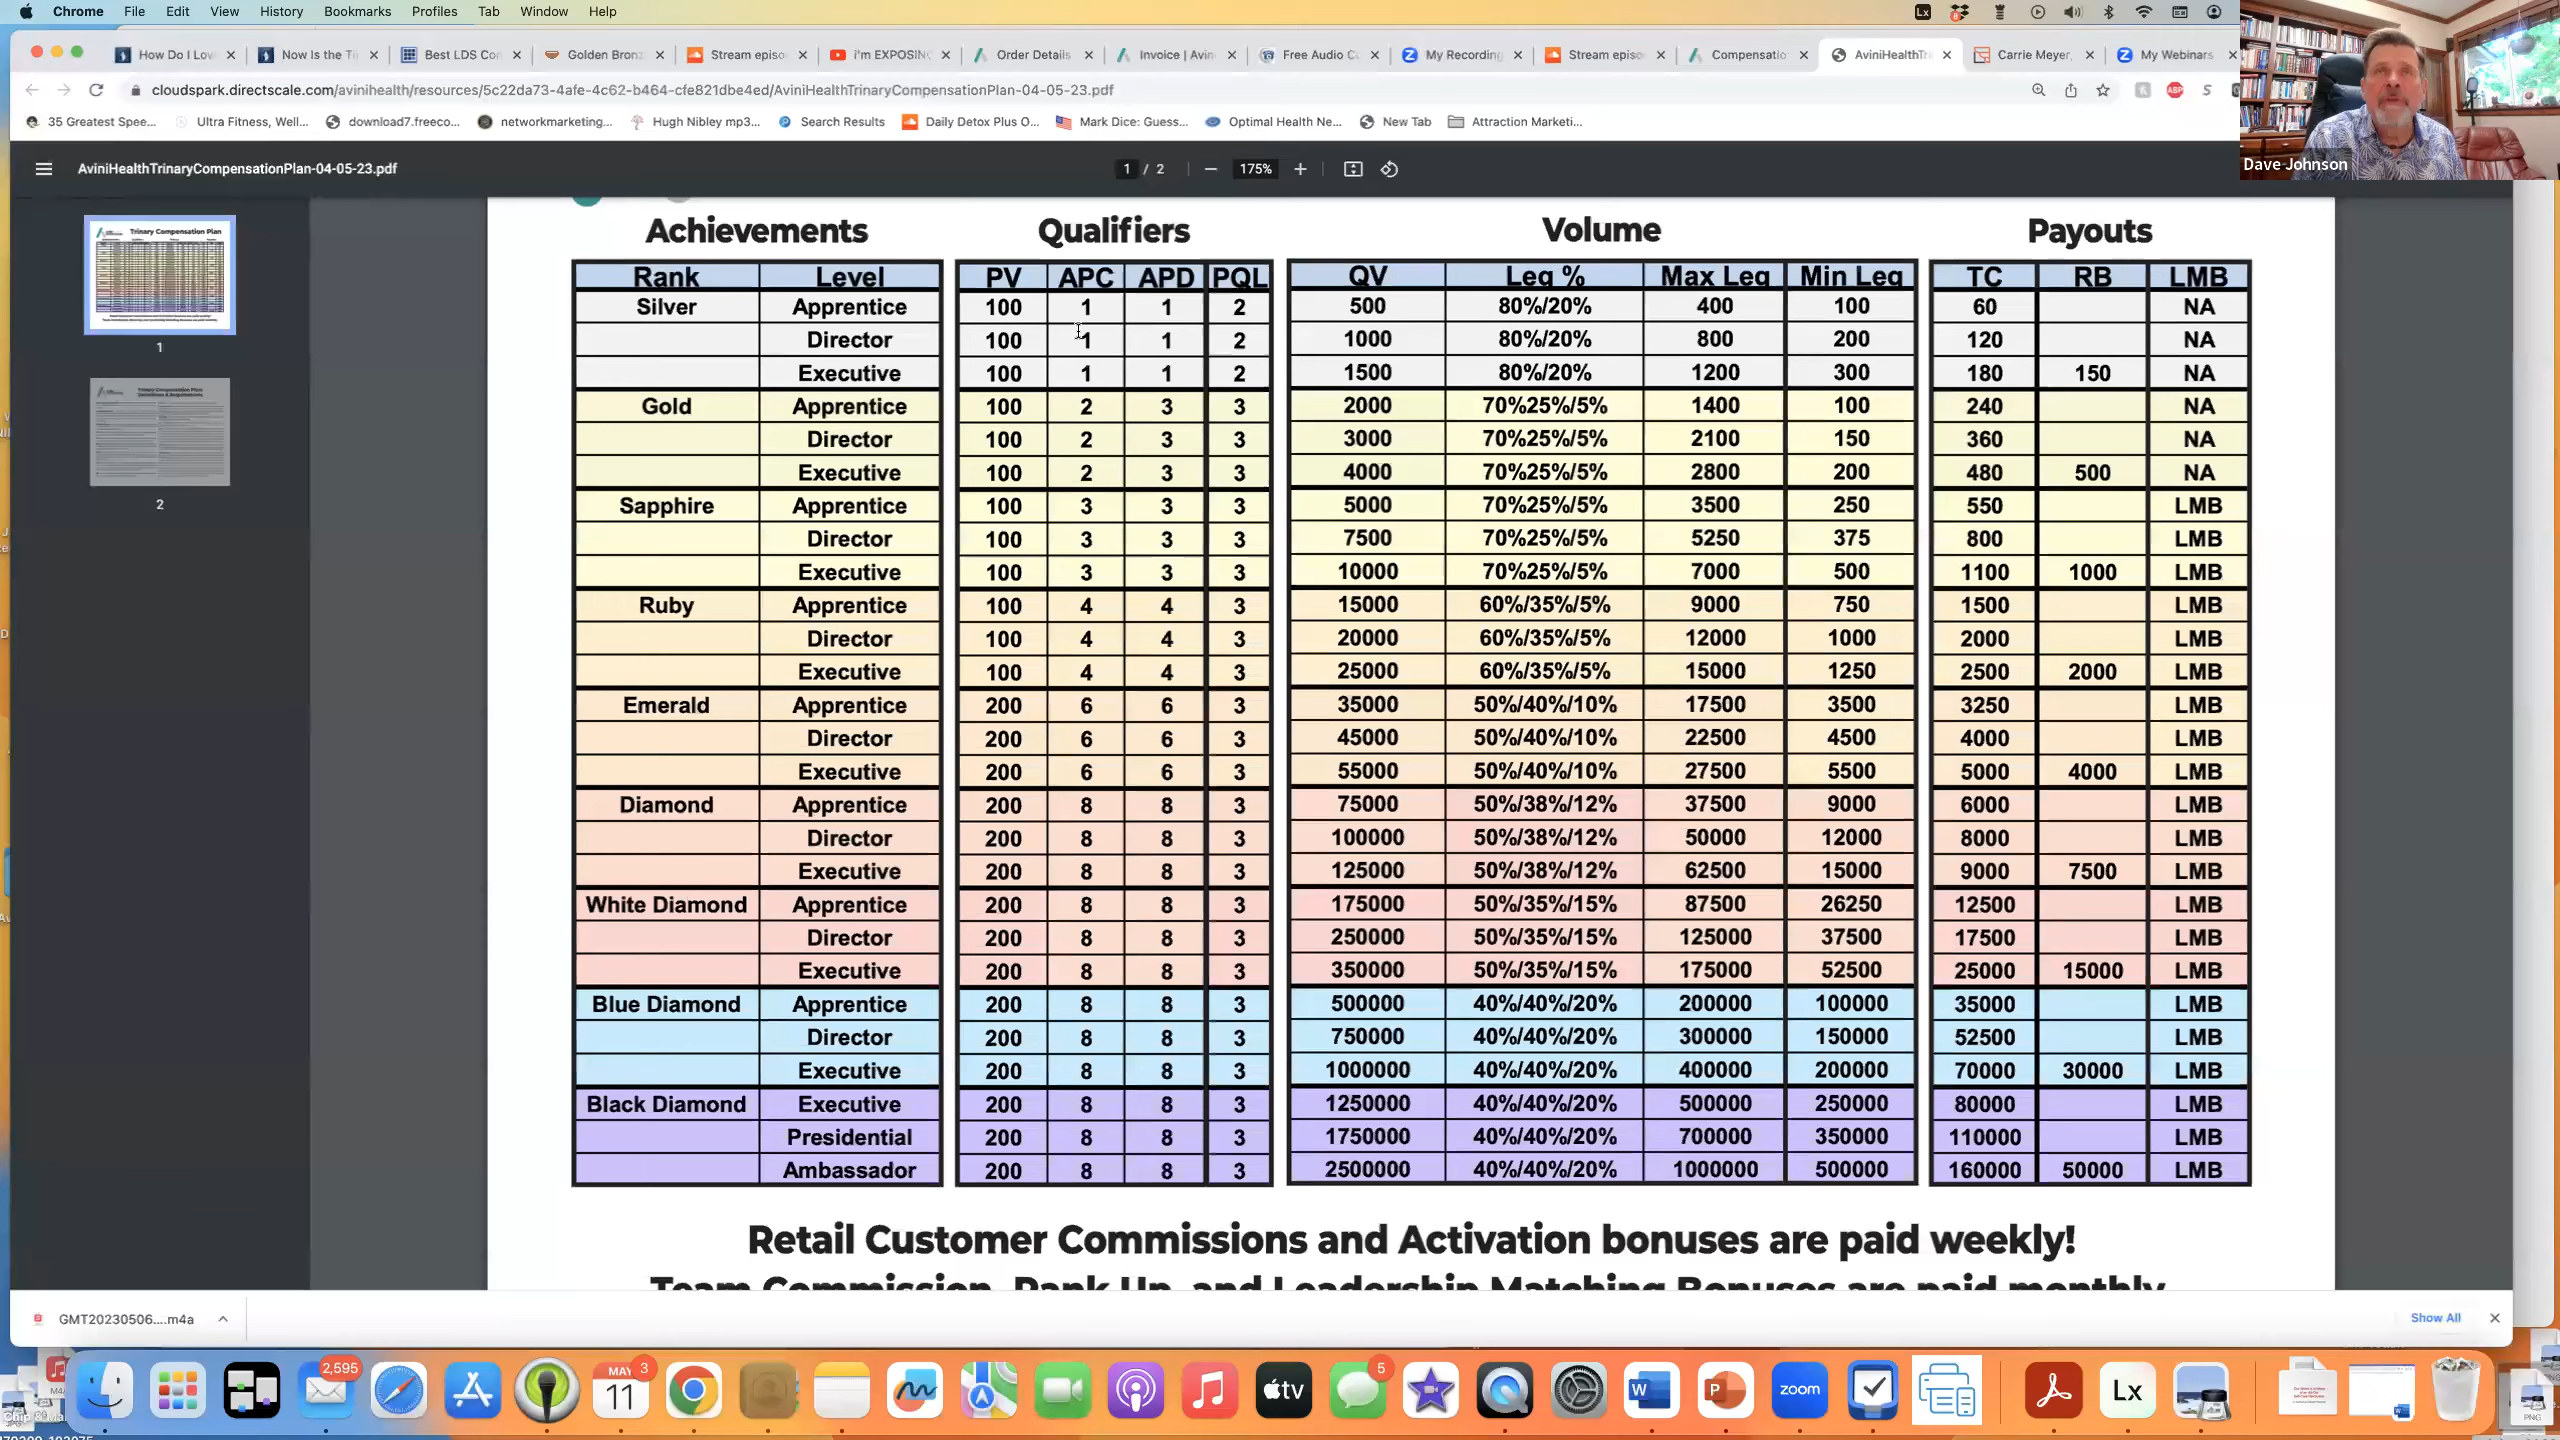 Chrome File Edit View History Bookmarks Profiles Tab Window Help
How Do I Lov Now Is the Ti Best LDS Con Golden Bronz Stream episo i'm EXPOSIN Order Details Invoice | Avin Free Audio Co My Recording Stream episo Compensatio AviniHealthTr Carrie Meyer, My Webinars
cloudspark.directscale.com/avinihealth/resources/5c22da73-4afe-4c62-b464-cfe821dbe4ed/AviniHealthTrinaryCompensationPlan-04-05-23.pdf
35 Greatest Spee... Ultra Fitness, Well... download7.freeco... networkmarketing... Hugh Nibley mp3... Search Results Daily Detox Plus O... Mark Dice: Guess... Optimal Health Ne... New Tab Attraction Marketi...
Dave Johnson
AviniHealthTrinaryCompensationPlan-04-05-23.pdf 1 / 2 175%
Trinary Compensation Plan
1
2
Achievements Qualifiers Volume Payouts
Rank Level PV APC APD PQL QV Leg % Max Leg Min Leg TC RB LMB
Silver Apprentice 100 1 1 2 500 80%/20% 400 100 60 NA
Director 100 1 1 2 1000 80%/20% 800 200 120 NA
Executive 100 1 1 2 1500 80%/20% 1200 300 180 150 NA
Gold Apprentice 100 2 3 3 2000 70%25%/5% 1400 100 240 NA
Director 100 2 3 3 3000 70%25%/5% 2100 150 360 NA
Executive 100 2 3 3 4000 70%25%/5% 2800 200 480 500 NA
Sapphire Apprentice 100 3 3 3 5000 70%25%/5% 3500 250 550 LMB
Director 100 3 3 3 7500 70%25%/5% 5250 375 800 LMB
Executive 100 3 3 3 10000 70%25%/5% 7000 500 1100 1000 LMB
Ruby Apprentice 100 4 4 3 15000 60%/35%/5% 9000 750 1500 LMB
Director 100 4 4 3 20000 60%/35%/5% 12000 1000 2000 LMB
Executive 100 4 4 3 25000 60%/35%/5% 15000 1250 2500 2000 LMB
Emerald Apprentice 200 6 6 3 35000 50%/40%/10% 17500 3500 3250 LMB
Director 200 6 6 3 45000 50%/40%/10% 22500 4500 4000 LMB
Executive 200 6 6 3 55000 50%/40%/10% 27500 5500 5000 4000 LMB
Diamond Apprentice 200 8 8 3 75000 50%/38%/12% 37500 9000 6000 LMB
Director 200 8 8 3 100000 50%/38%/12% 50000 12000 8000 LMB
Executive 200 8 8 3 125000 50%/38%/12% 62500 15000 9000 7500 LMB
White Diamond Apprentice 200 8 8 3 175000 50%/35%/15% 87500 26250 12500 LMB
Director 200 8 8 3 250000 50%/35%/15% 125000 37500 17500 LMB
Executive 200 8 8 3 350000 50%/35%/15% 175000 52500 25000 15000 LMB
Blue Diamond Apprentice 200 8 8 3 500000 40%/40%/20% 200000 100000 35000 LMB
Director 200 8 8 3 750000 40%/40%/20% 300000 150000 52500 LMB
Executive 200 8 8 3 1000000 40%/40%/20% 400000 200000 70000 30000 LMB
Black Diamond Executive 200 8 8 3 1250000 40%/40%/20% 500000 250000 80000 LMB
Presidential 200 8 8 3 1750000 40%/40%/20% 700000 350000 110000 LMB
Ambassador 200 8 8 3 2500000 40%/40%/20% 1000000 500000 160000 50000 LMB
Retail Customer Commissions and Activation bonuses are paid weekly!
Team Commission, Rank Up, and Leadership Matching Bonuses are paid monthly
GMT20230506....m4a Show All
2,595 MAY 11 3 tv 5 W P zoom Lx